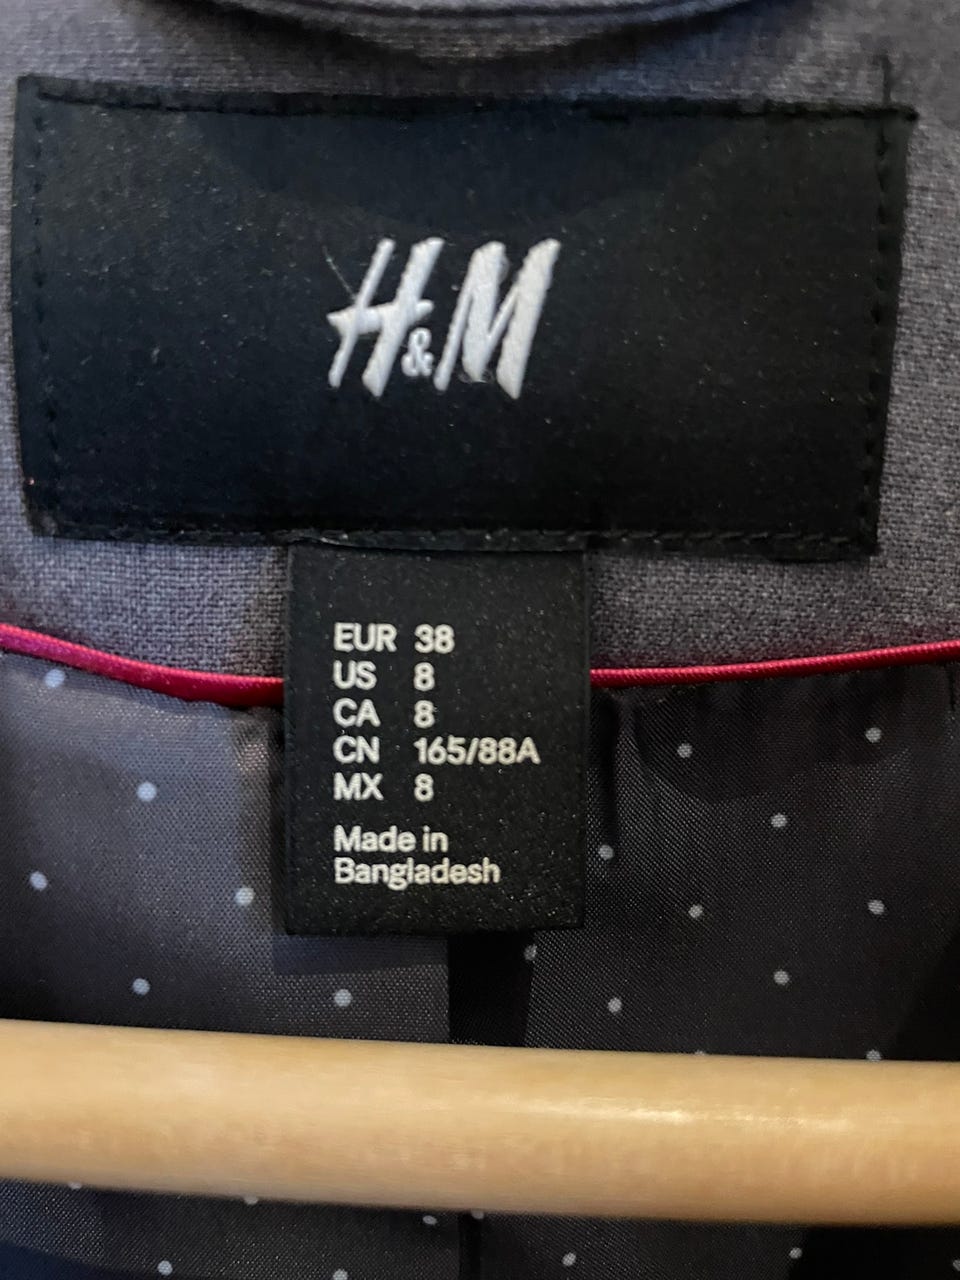 H&M
EUR 38
US 8
CA 8
CN 165/88A
MX 8
Made in
Bangladesh